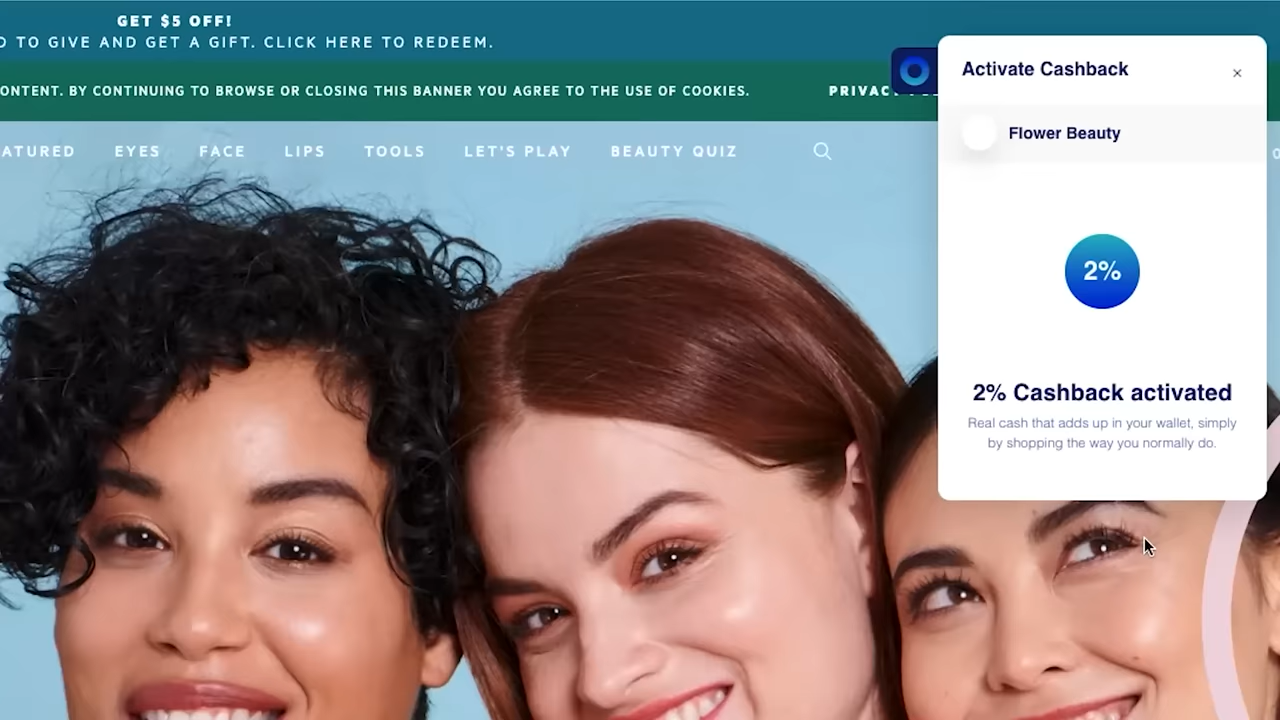 GET $5 OFF!
TO GIVE AND GET A GIFT. CLICK HERE TO REDEEM.
ONTENT. BY CONTINUING TO BROWSE OR CLOSING THIS BANNER YOU AGREE TO THE USE OF COOKIES.
ATURED EYES FACE LIPS TOOLS LET'S PLAY BEAUTY QUIZ
Activate Cashback
×
Flower Beauty
2%
2% Cashback activated
Real cash that adds up in your wallet, simply
by shopping the way you normally do.